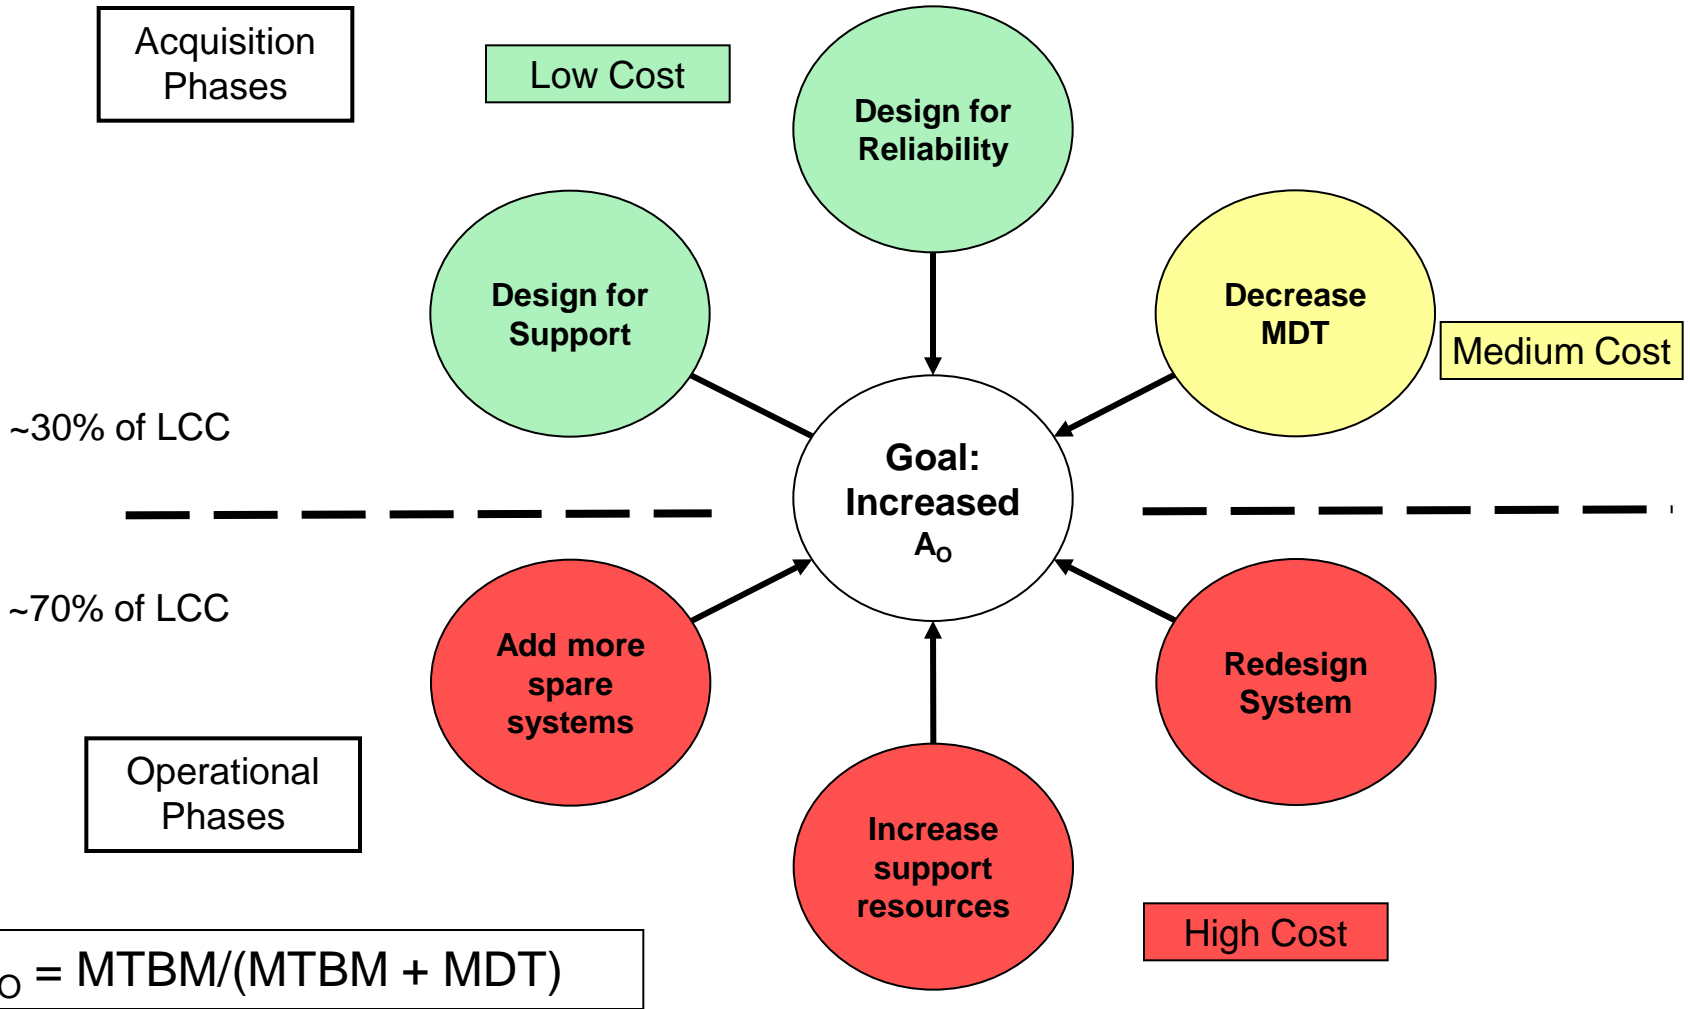 Acquisition
Phases
Low Cost
Design for
Reliability
Design for
Support
Decrease
MDT
Medium Cost
~30% of LCC
Goal:
Increased
A_O
~70% of LCC
Add more
spare
systems
Redesign
System
Operational
Phases
Increase
support
resources
High Cost
_O = MTBM/(MTBM + MDT)